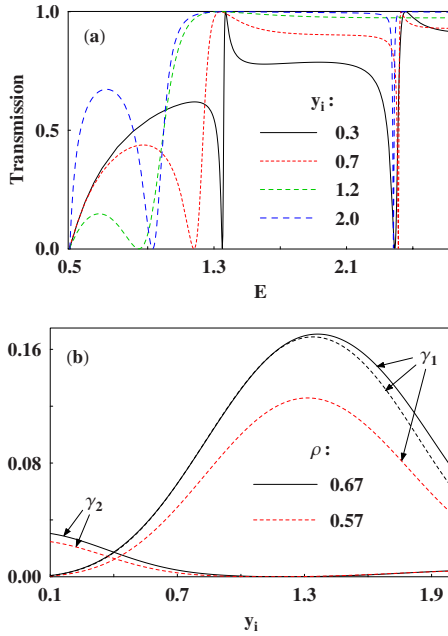 1.0
(a)
Transmission
0.5
y_i :
0.3
0.7
1.2
2.0
0.0
0.5 1.3 2.1
E
0.16
(b)
γ_1
0.08
ρ:
0.67
0.57
γ_2
0.00
0.1 0.7 1.3 1.9
y_i